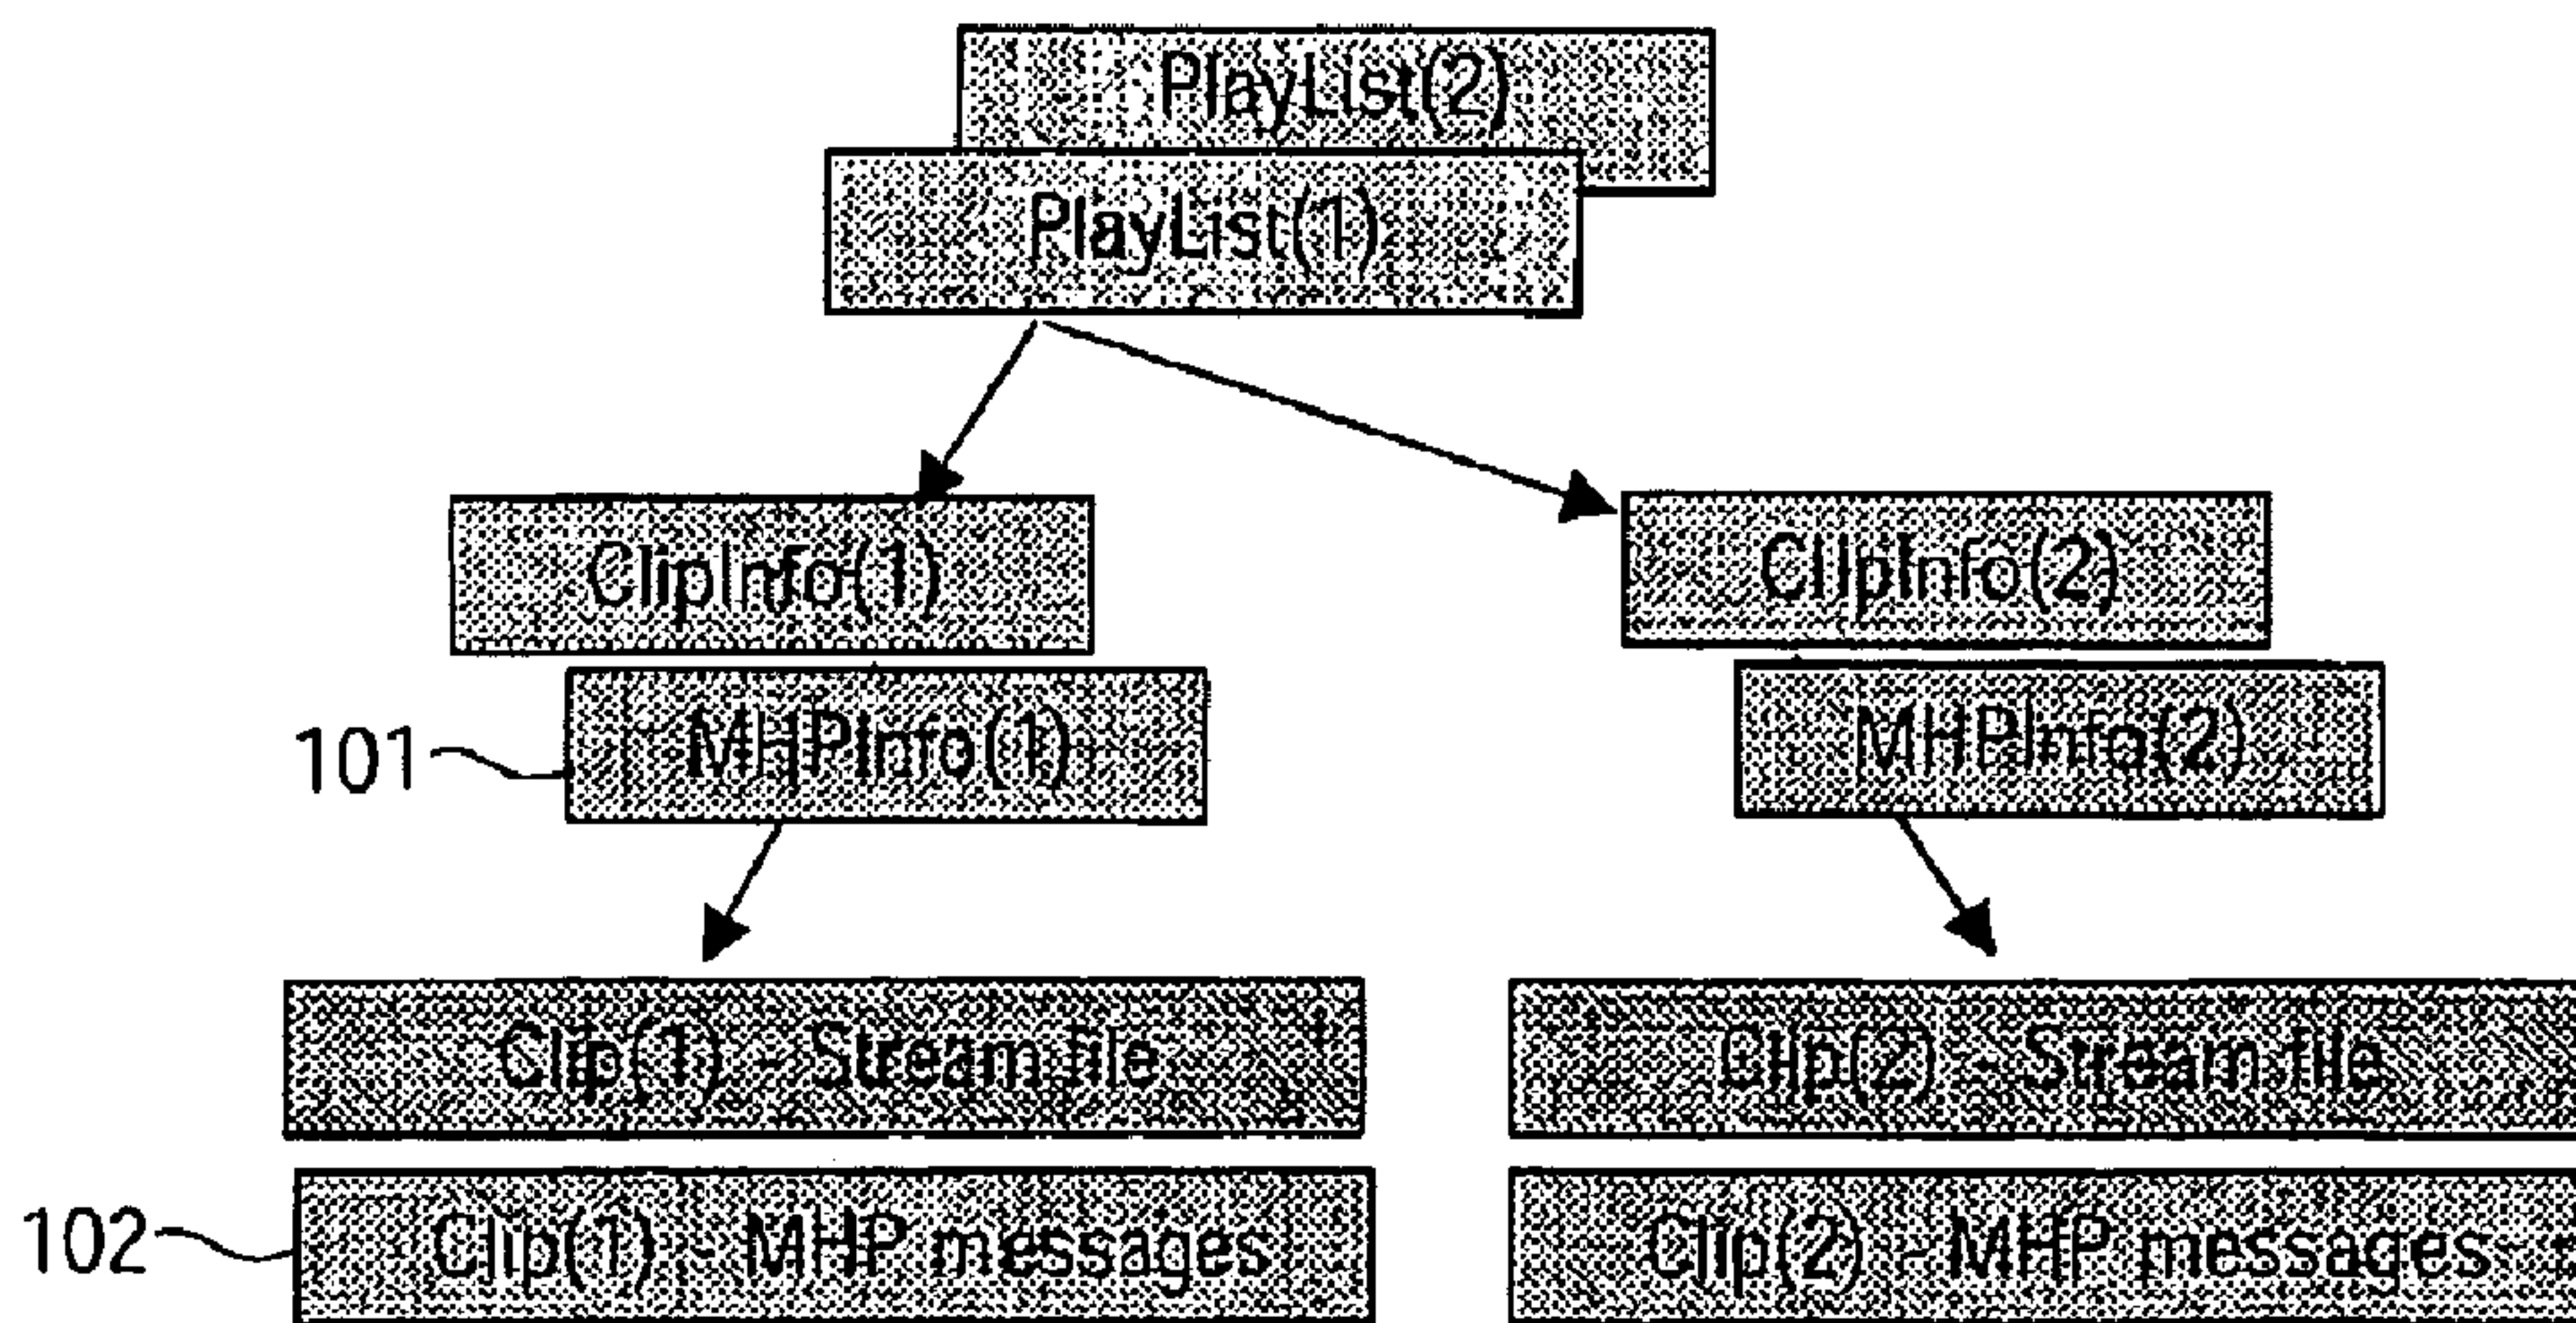 PlayList(2)
PlayList(1)
ClipInfo(1)
ClipInfo(2)
101
MHPInfo(1)
MHPInfo(2)
Clip(1) - Stream file
Clip(2) - Stream file
102
Clip(1) - MHP messages
Clip(2) - MHP messages